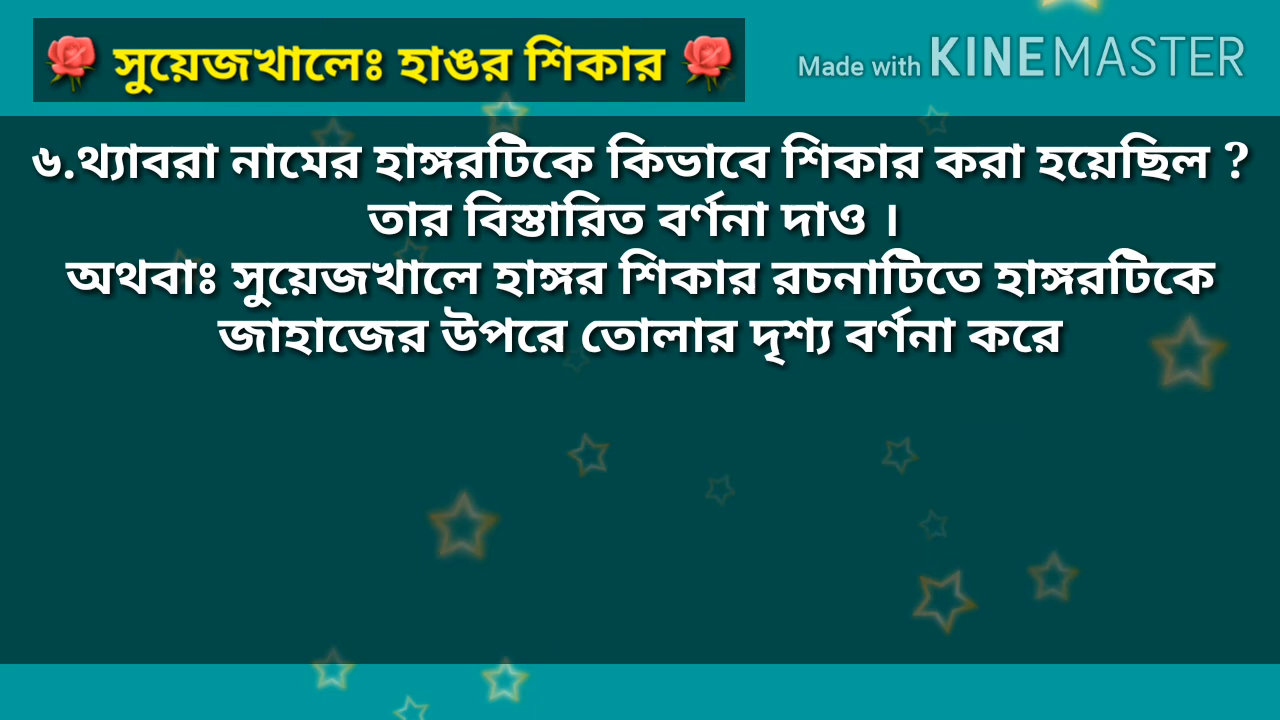 🌹 সুয়েজখালেঃ হাঙর শিকার 🌹
Made with KINEMASTER
৬.থ্যাবরা নামের হাঙ্গরটিকে কিভাবে শিকার করা হয়েছিল ?
তার বিস্তারিত বর্ণনা দাও ।
অথবাঃ সুয়েজখালে হাঙ্গর শিকার রচনাটিতে হাঙ্গরটিকে
জাহাজের উপরে তোলার দৃশ্য বর্ণনা করে